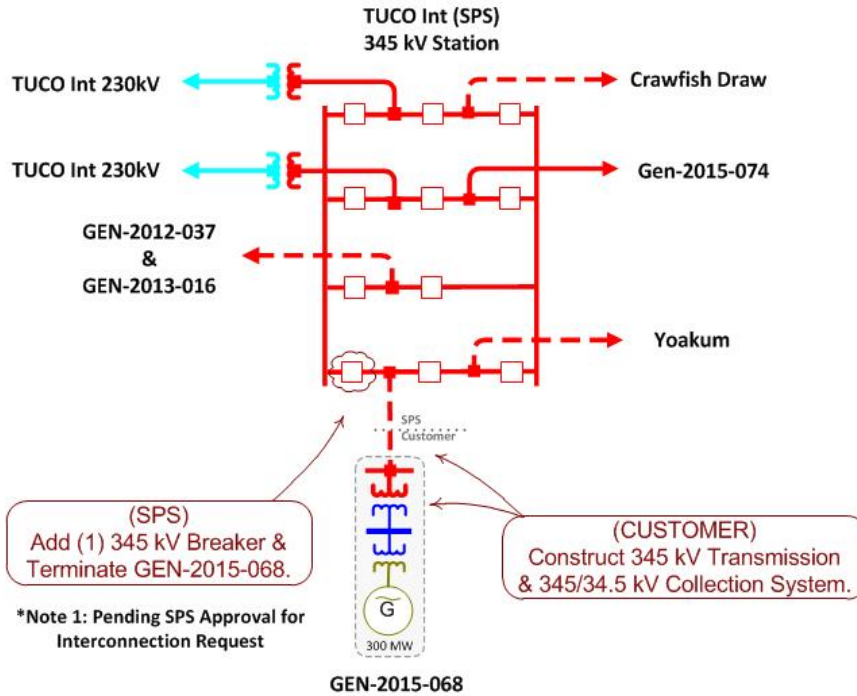 TUCO Int (SPS)
345 kV Station
TUCO Int 230kV
Crawfish Draw
TUCO Int 230kV
Gen-2015-074
GEN-2012-037
&
GEN-2013-016
Yoakum
SPS
Customer
(SPS)
Add (1) 345 kV Breaker &
Terminate GEN-2015-068.
(CUSTOMER)
Construct 345 kV Transmission
& 345/34.5 kV Collection System.
*Note 1: Pending SPS Approval for
Interconnection Request
G
300 MW
GEN-2015-068